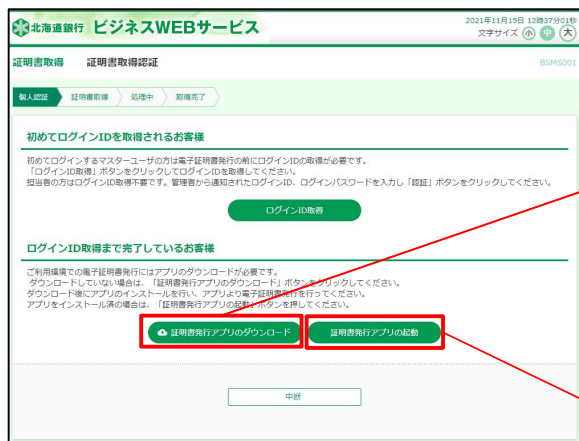 北海道銀行 ビジネスWEBサービス
2021年11月15日 12時37分01秒
文字サイズ 小 中 大
証明書取得 証明書取得認証
BSMS001
個人認証 証明書取得 処理中 取得完了
初めてログインIDを取得されるお客様
初めてログインするマスターユーザの方は電子証明書発行の前にログインIDの取得が必要です。
「ログインID取得」ボタンをクリックしてログインIDを取得してください。
担当者の方はログインID取得不要です。管理者から通知されたログインID、ログインパスワードを入力し「認証」ボタンをクリックしてください。
ログインID取得
ログインID取得まで完了しているお客様
ご利用環境での電子証明書発行にはアプリのダウンロードが必要です。
ダウンロードしていない場合は、「証明書発行アプリのダウンロード」ボタンをクリックしてください。
ダウンロード後にアプリのインストールを行い、アプリより電子証明書発行を行ってください。
アプリをインストール済の場合は、「証明書発行アプリの起動」ボタンを押してください。
証明書発行アプリのダウンロード 証明書発行アプリの起動
中断